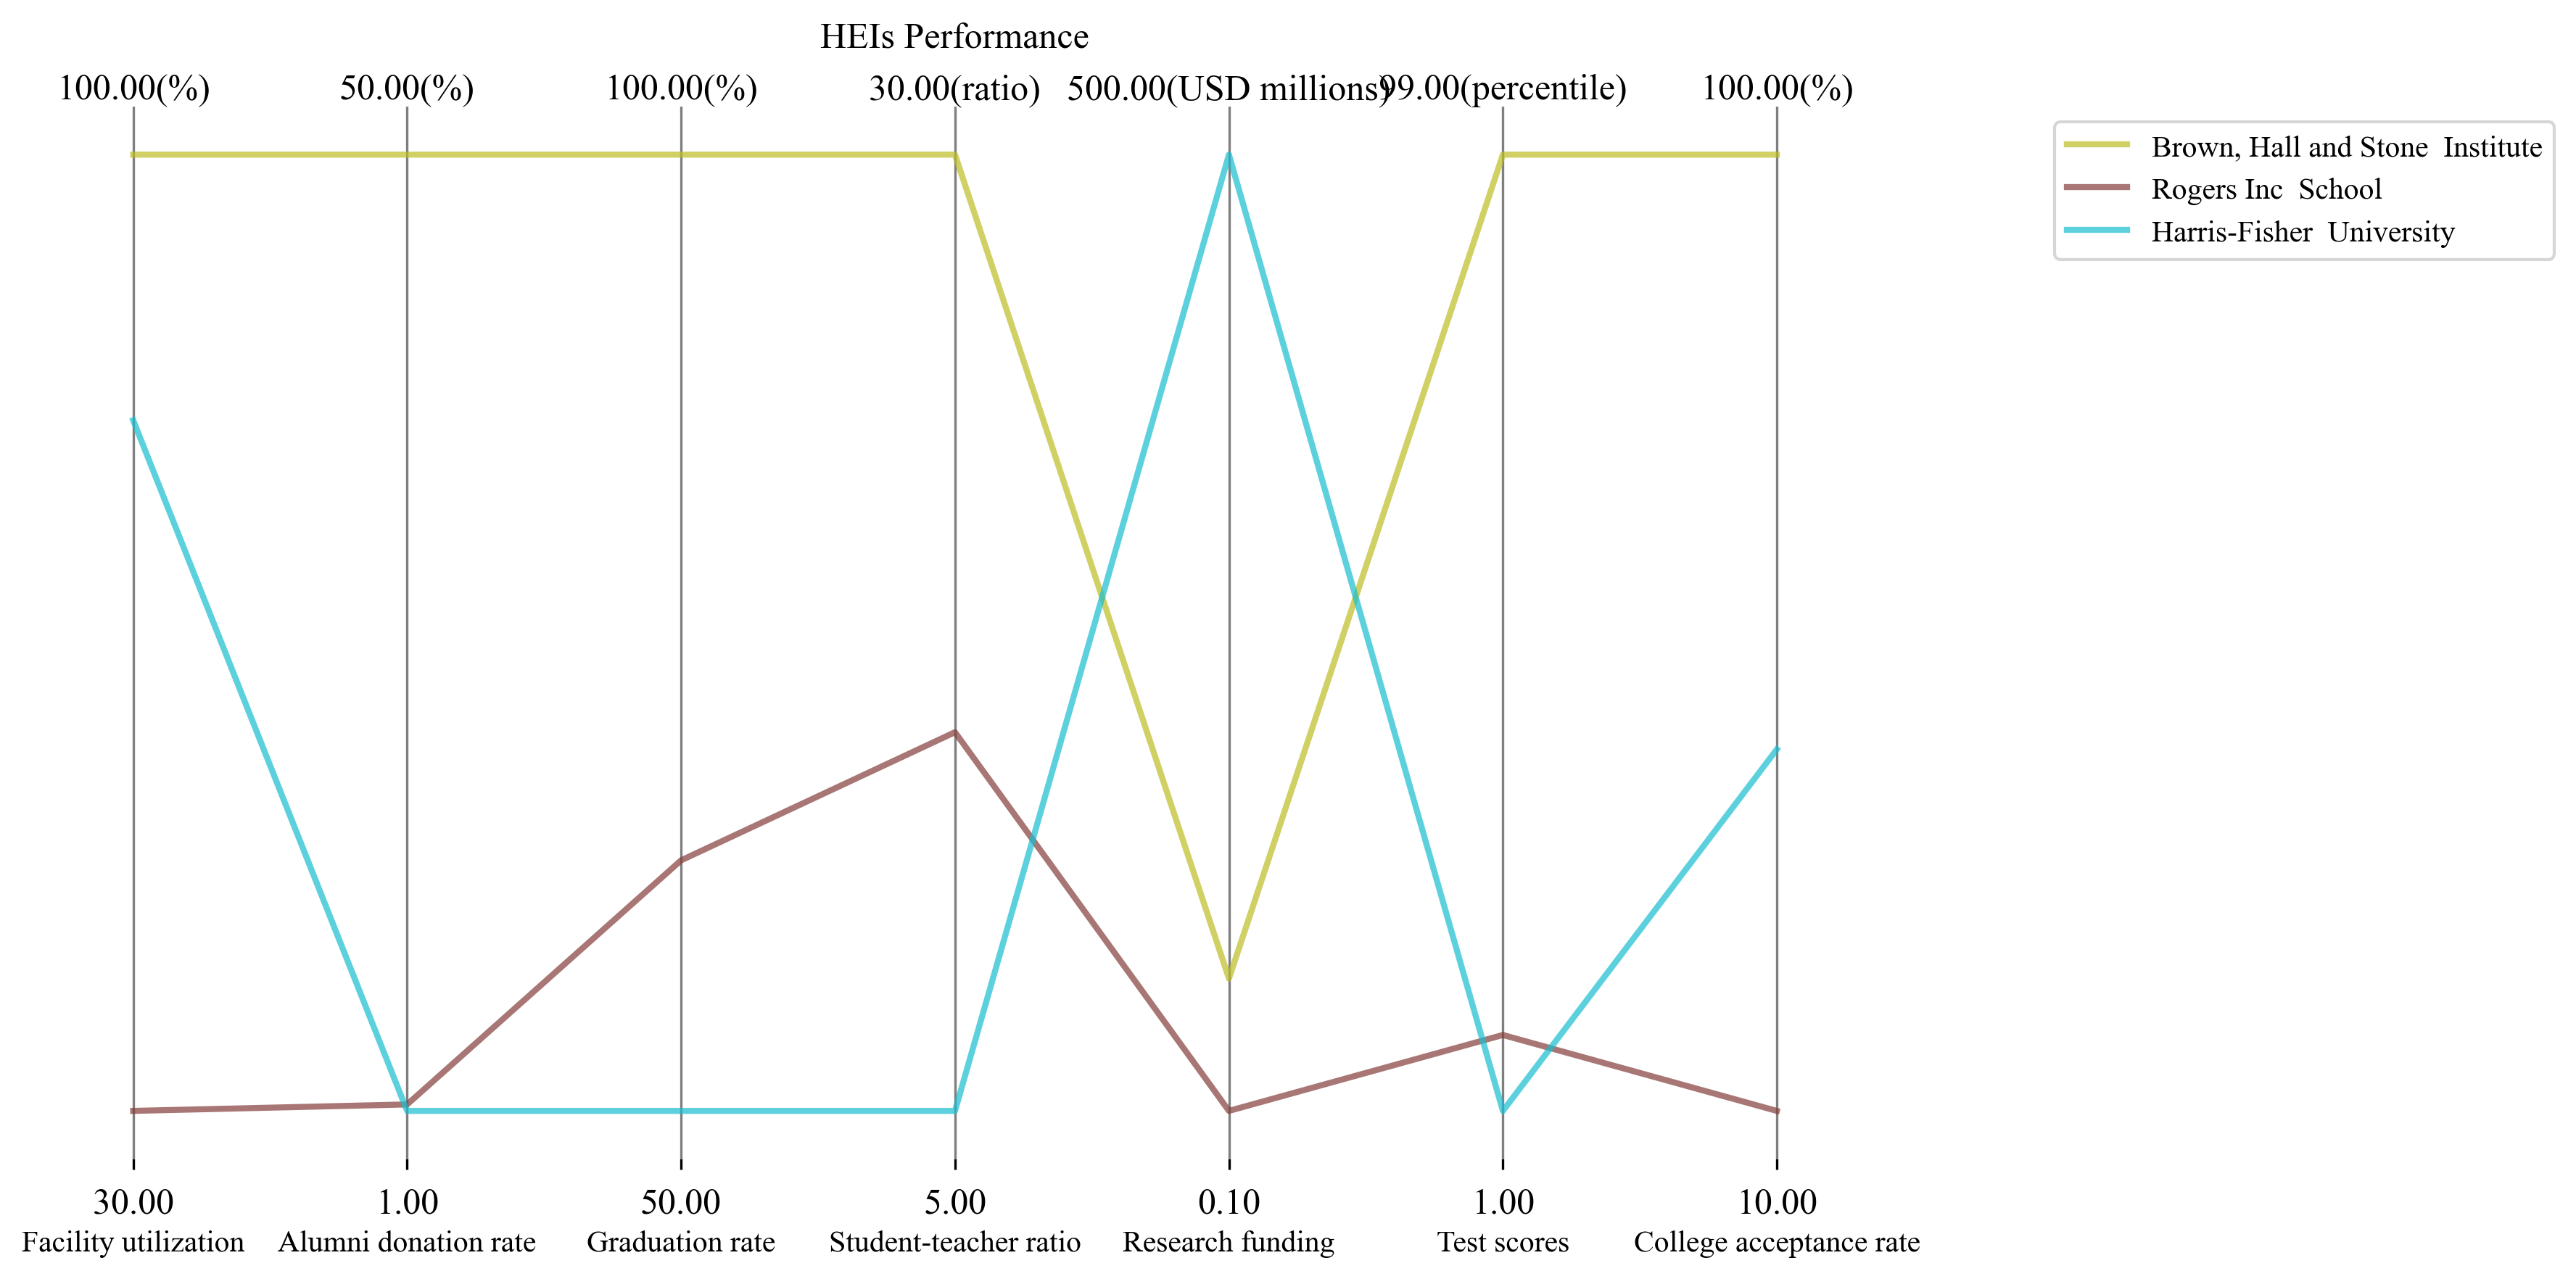 HEIs Performance
100.00(%)
50.00(%)
100.00(%)
30.00(ratio)
500.00(USD millions)
99.00(percentile)
100.00(%)
Brown, Hall and Stone  Institute
Rogers Inc  School
Harris-Fisher  University
30.00
1.00
50.00
5.00
0.10
1.00
10.00
Facility utilization
Alumni donation rate
Graduation rate
Student-teacher ratio
Research funding
Test scores
College acceptance rate